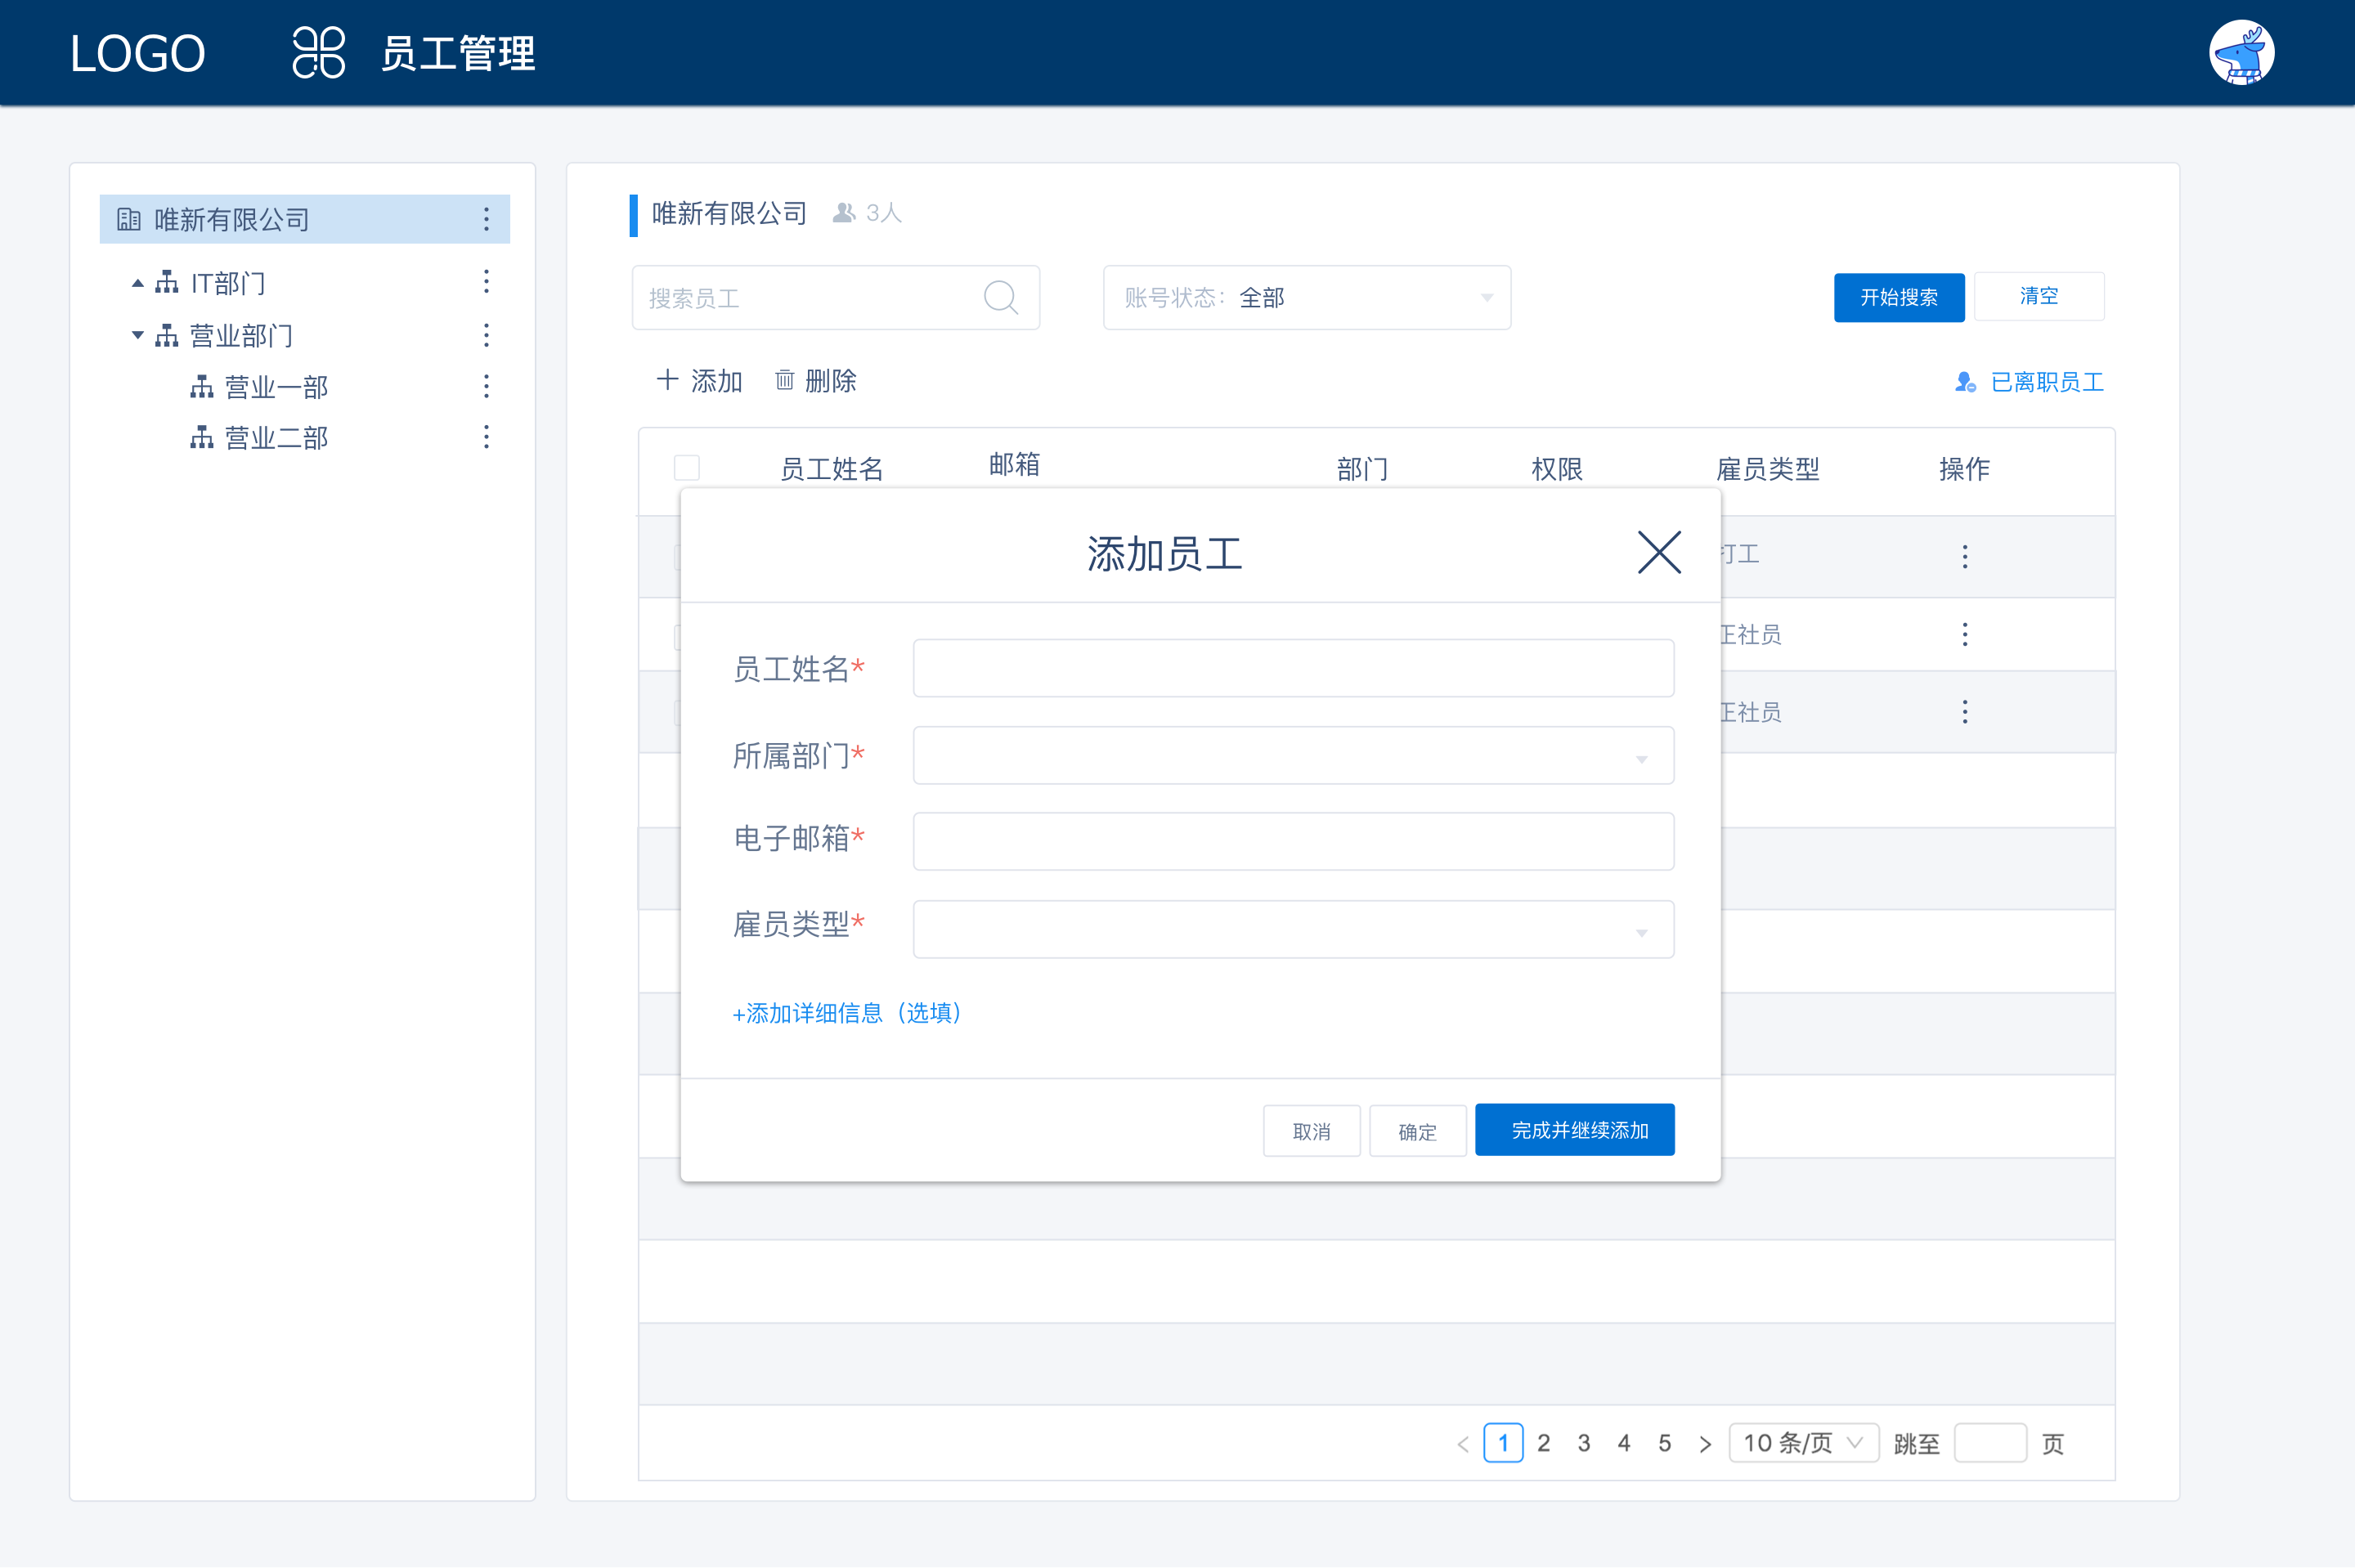 LOGO 员工管理
唯新有限公司
IT部门
营业部门
营业一部
营业二部
唯新有限公司 3人
搜索员工 账号状态：全部 开始搜索 清空
添加 删除 已离职员工
员工姓名 邮箱 部门 权限 雇员类型 操作
打工
正社员
正社员
添加员工
员工姓名*
所属部门*
电子邮箱*
雇员类型*
+添加详细信息（选填）
取消 确定 完成并继续添加
1 2 3 4 5 10 条/页 跳至 页